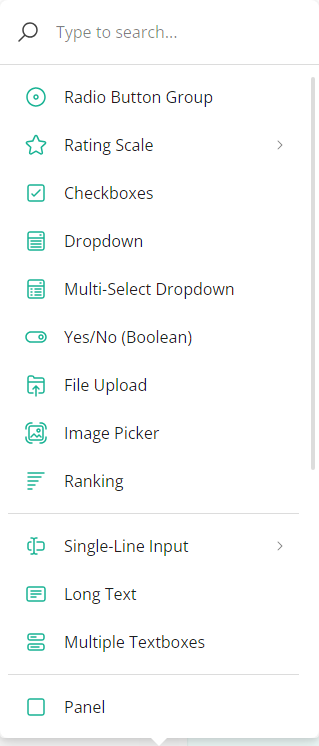 Type to search...
Radio Button Group
Rating Scale
Checkboxes
Dropdown
Multi-Select Dropdown
Yes/No (Boolean)
File Upload
Image Picker
Ranking
Single-Line Input
Long Text
Multiple Textboxes
Panel